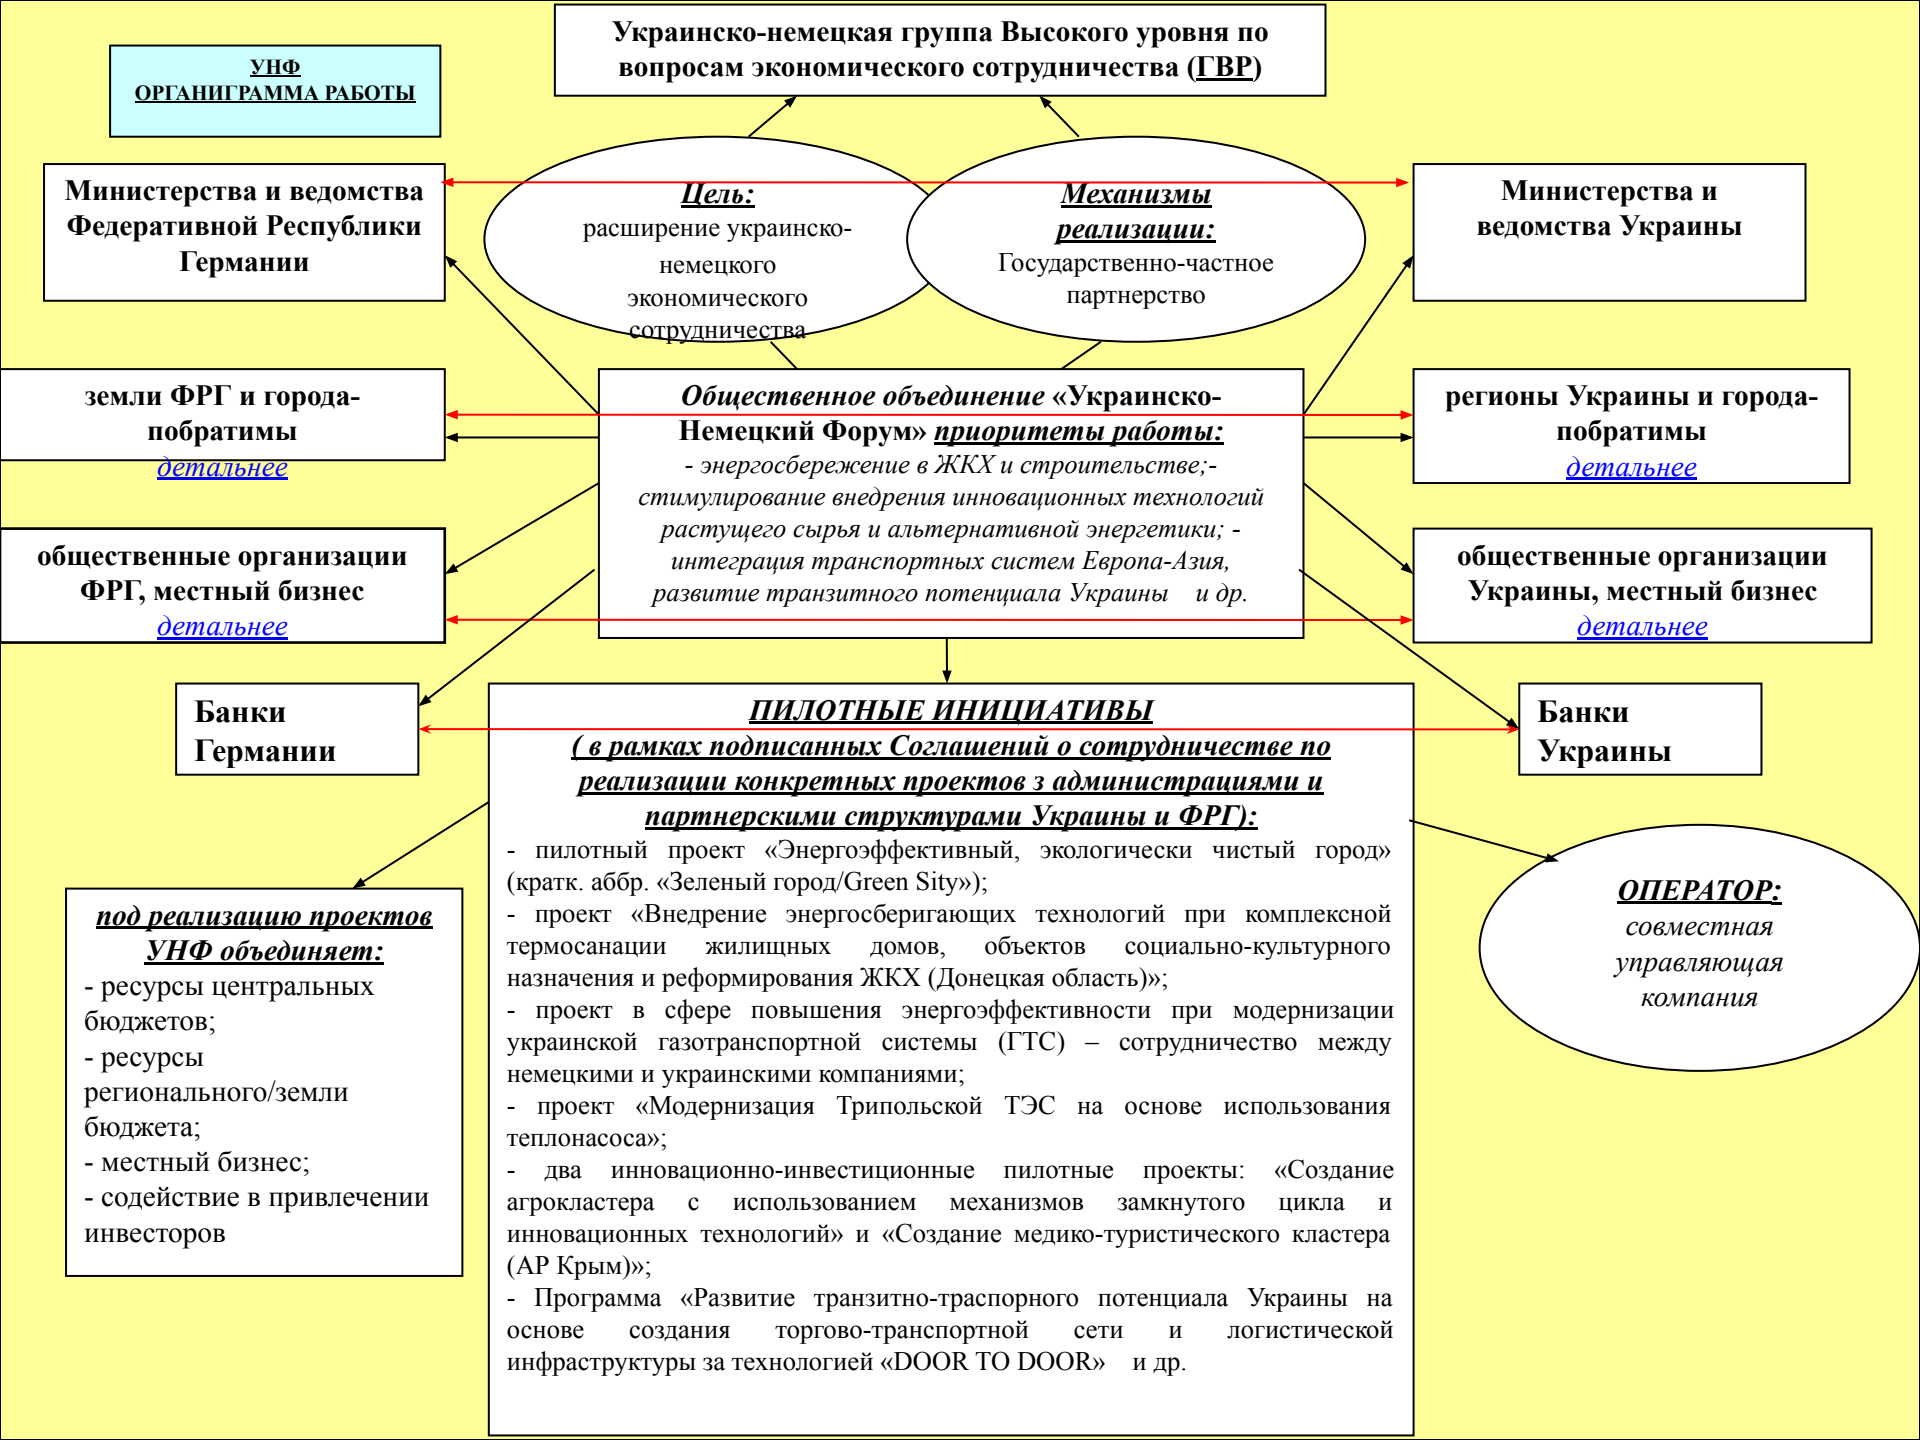 Украинско-немецкая группа Высокого уровня по
вопросам экономического сотрудничества (ГВР)
УНФ
ОРГАНИГРАММА РАБОТЫ
Министерства и ведомства
Федеративной Республики
Германии
Цель:
расширение украинско-
немецкого
экономического
сотрудничества
Механизмы
реализации:
Государственно-частное
партнерство
Министерства и
ведомства Украины
земли ФРГ и города-
побратимы
детальнее
Общественное объединение «Украинско-
Немецкий Форум» приоритеты работы:
- энергосбережение в ЖКХ и строительстве;-
стимулирование внедрения инновационных технологий
растущего сырья и альтернативной энергетики; -
интеграция транспортных систем Европа-Азия,
развитие транзитного потенциала Украины и др.
регионы Украины и города-
побратимы
детальнее
общественные организации
ФРГ, местный бизнес
детальнее
общественные организации
Украины, местный бизнес
детальнее
Банки
Германии
ПИЛОТНЫЕ ИНИЦИАТИВЫ
( в рамках подписанных Соглашений о сотрудничестве по
реализации конкретных проектов з администрациями и
партнерскими структурами Украины и ФРГ):
- пилотный проект «Энергоэффективный, экологически чистый город»
(кратк. аббр. «Зеленый город/Green Sity»);
- проект «Внедрение энергосберигающих технологий при комплексной
термосанации жилищных домов, объектов социально-культурного
назначения и реформирования ЖКХ (Донецкая область)»;
- проект в сфере повышения энергоэффективности при модернизации
украинской газотранспортной системы (ГТС) – сотрудничество между
немецкими и украинскими компаниями;
- проект «Модернизация Трипольской ТЭС на основе использования
теплонасоса»;
- два инновационно-инвестиционные пилотные проекты: «Создание
агрокластера с использованием механизмов замкнутого цикла и
инновационных технологий» и «Создание медико-туристического кластера
(АР Крым)»;
- Программа «Развитие транзитно-траспорного потенциала Украины на
основе создания торгово-транспортной сети и логистической
инфраструктуры за технологией «DOOR TO DOOR» и др.
Банки
Украины
под реализацию проектов
УНФ объединяет:
- ресурсы центральных
бюджетов;
- ресурсы
регионального/земли
бюджета;
- местный бизнес;
- содействие в привлечении
инвесторов
ОПЕРАТОР:
совместная
управляющая
компания